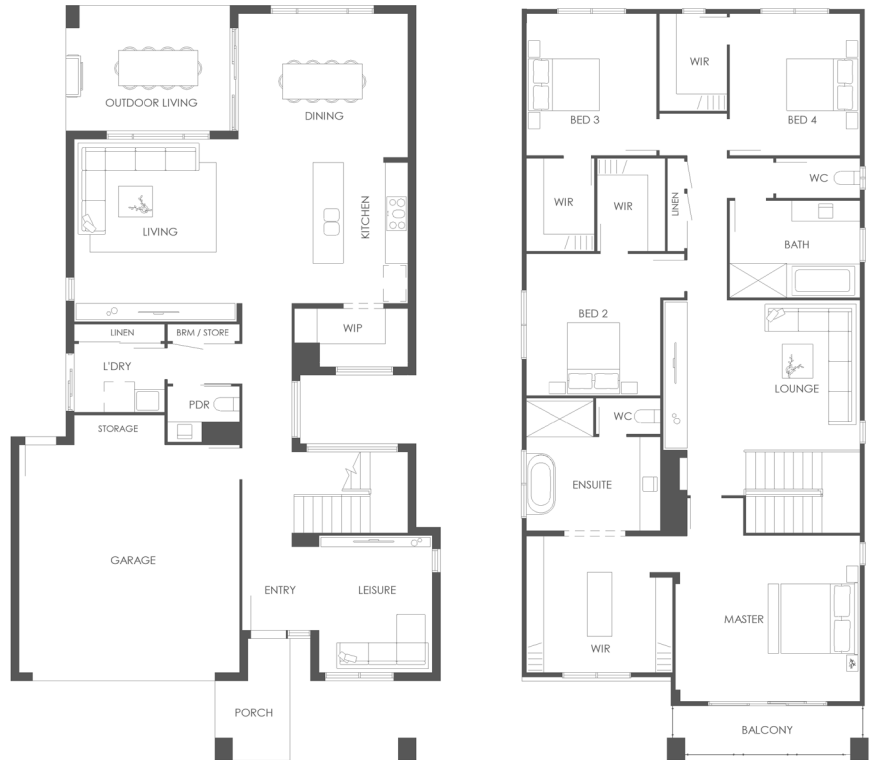 OUTDOOR LIVING
DINING
LIVING
KITCHEN
WIP
LINEN
BRM / STORE
L'DRY
PDR
STORAGE
GARAGE
ENTRY
LEISURE
PORCH
WIR
BED 3
BED 4
WC
WIR
WIR
LINEN
BATH
BED 2
LOUNGE
WC
ENSUITE
MASTER
WIR
BALCONY